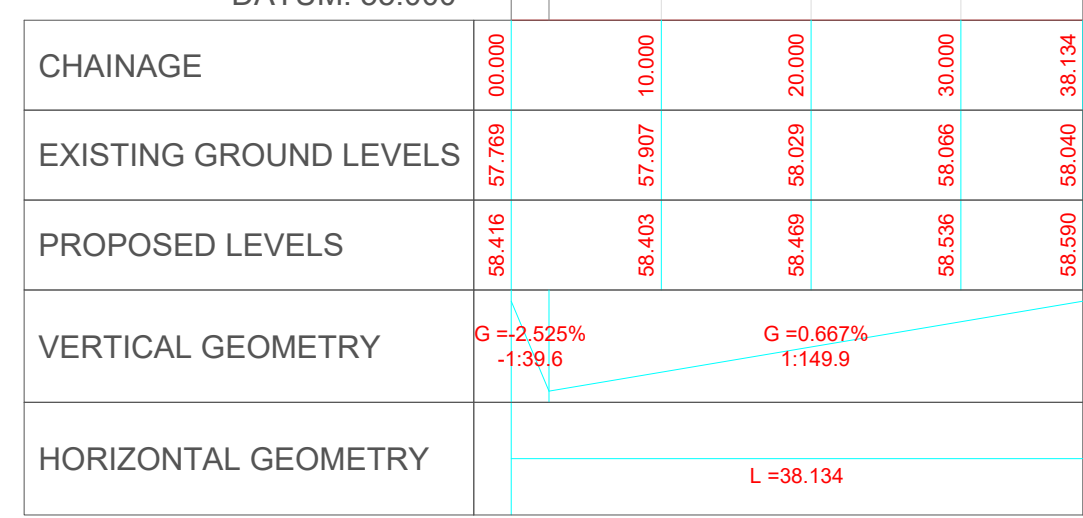 CHAINAGE 00.000 10.000 20.000 30.000 38.134
EXISTING GROUND LEVELS 57.769 57.907 58.029 58.066 58.040
PROPOSED LEVELS 58.416 58.403 58.469 58.536 58.590
VERTICAL GEOMETRY
G =-2.525%
-1:39.6
G =0.667%
1:149.9
HORIZONTAL GEOMETRY
L =38.134